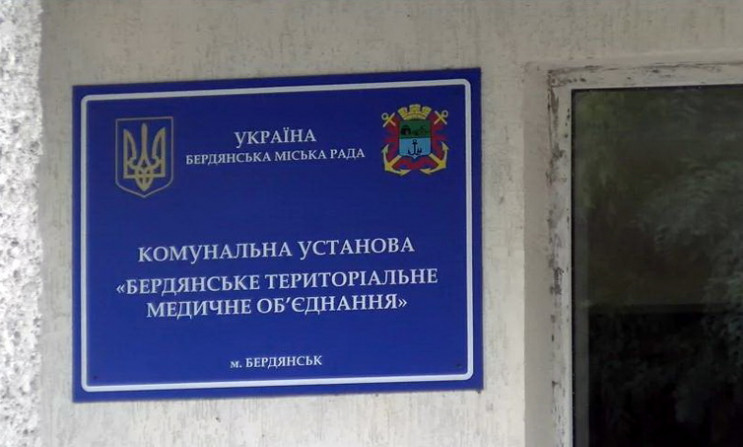 УКРАЇНА
БЕРДЯНСЬКА МІСЬКА РАДА
КОМУНАЛЬНА УСТАНОВА
«БЕРДЯНСЬКЕ ТЕРИТОРІАЛЬНЕ
МЕДИЧНЕ ОБ’ЄДНАННЯ»
м. БЕРДЯНСЬК